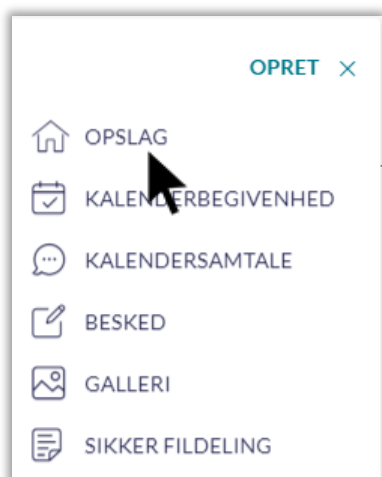 OPRET ×
OPSLAG
KALENDERBEGIVENHED
KALENDERSAMTALE
BESKED
GALLERI
SIKKER FILDELING